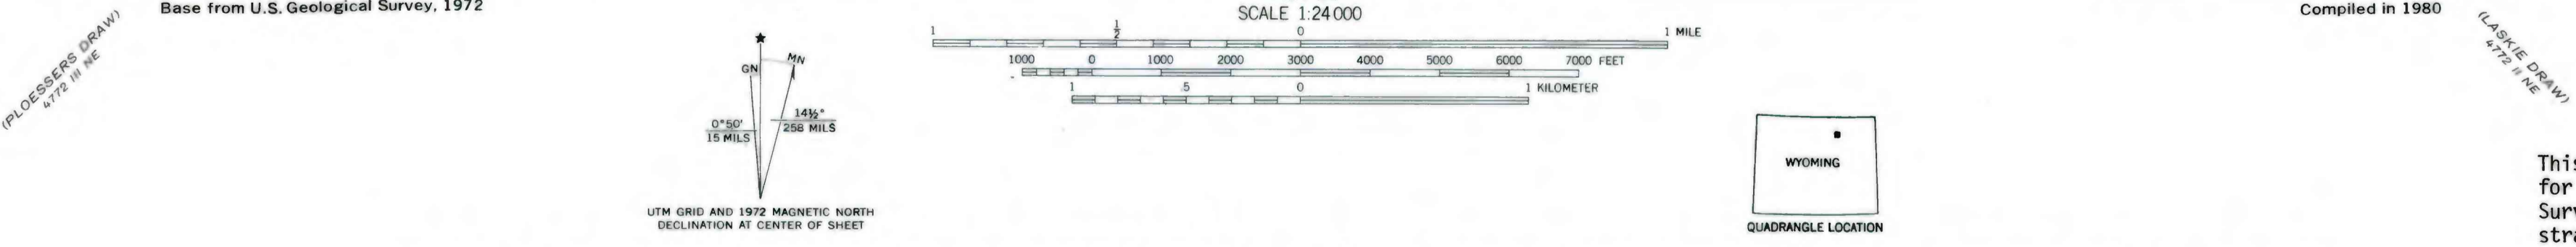 Base from U.S. Geological Survey, 1972
(PLOESSERS DRAW)
4772 III NE
★
GN
MN
0°50'
15 MILS
14½°
258 MILS
UTM GRID AND 1972 MAGNETIC NORTH
DECLINATION AT CENTER OF SHEET
SCALE 1:24000
1 1/2 0 1 MILE
1000 0 1000 2000 3000 4000 5000 6000 7000 FEET
1 .5 0 1 KILOMETER
WYOMING
QUADRANGLE LOCATION
Compiled in 1980
(LASKIE DRAW)
4772 II NE
This
for
Surv
stra